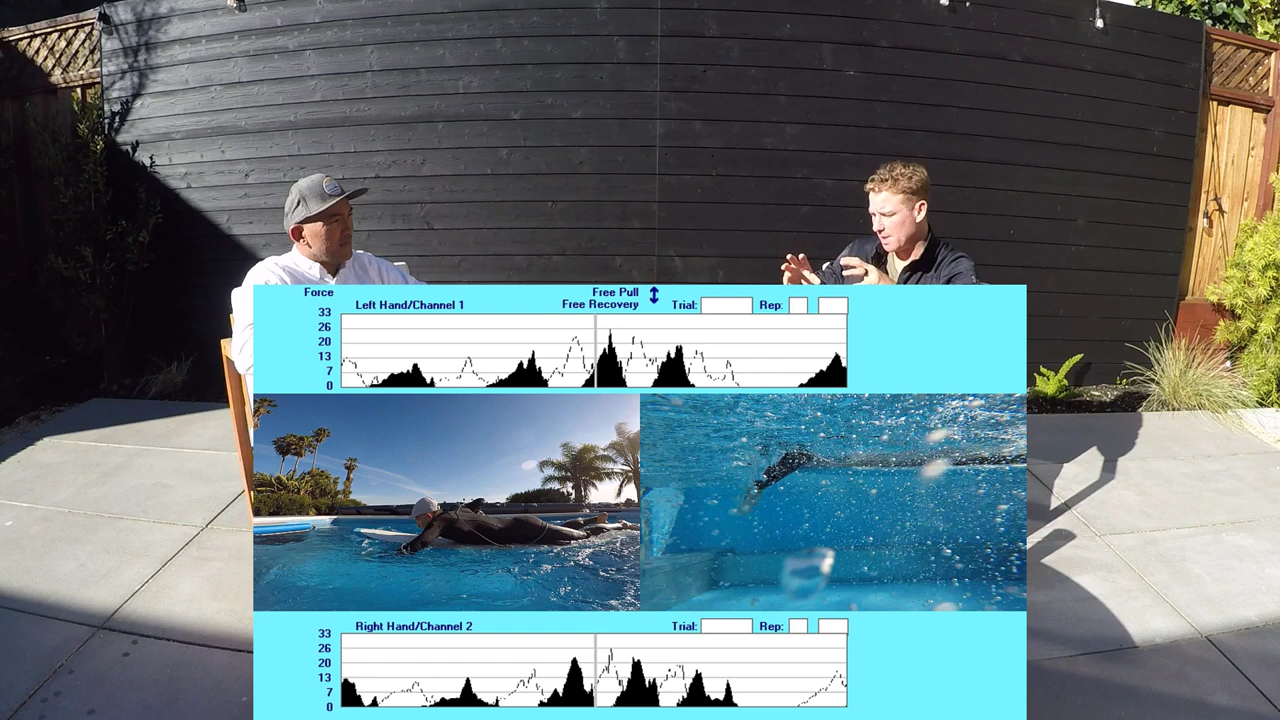 Force
Free Pull
Left Hand/Channel 1
Free Recovery
Trial:
Rep:
33
26
20
13
7
0
Right Hand/Channel 2
Trial:
Rep:
33
26
20
13
7
0